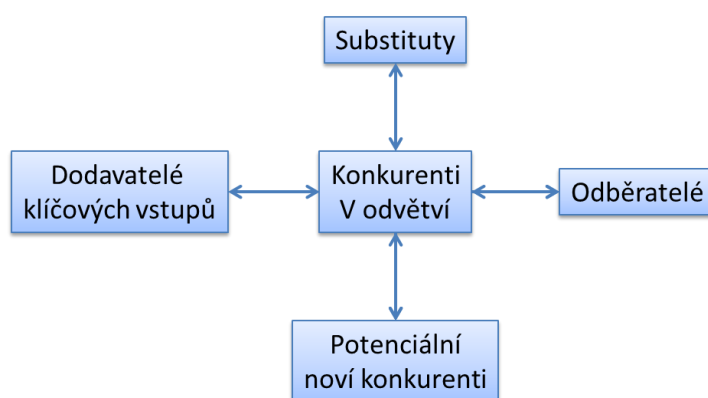 Substituty
Dodavatelé
klíčových vstupů
Konkurenti
V odvětví
Odběratelé
Potenciální
noví konkurenti